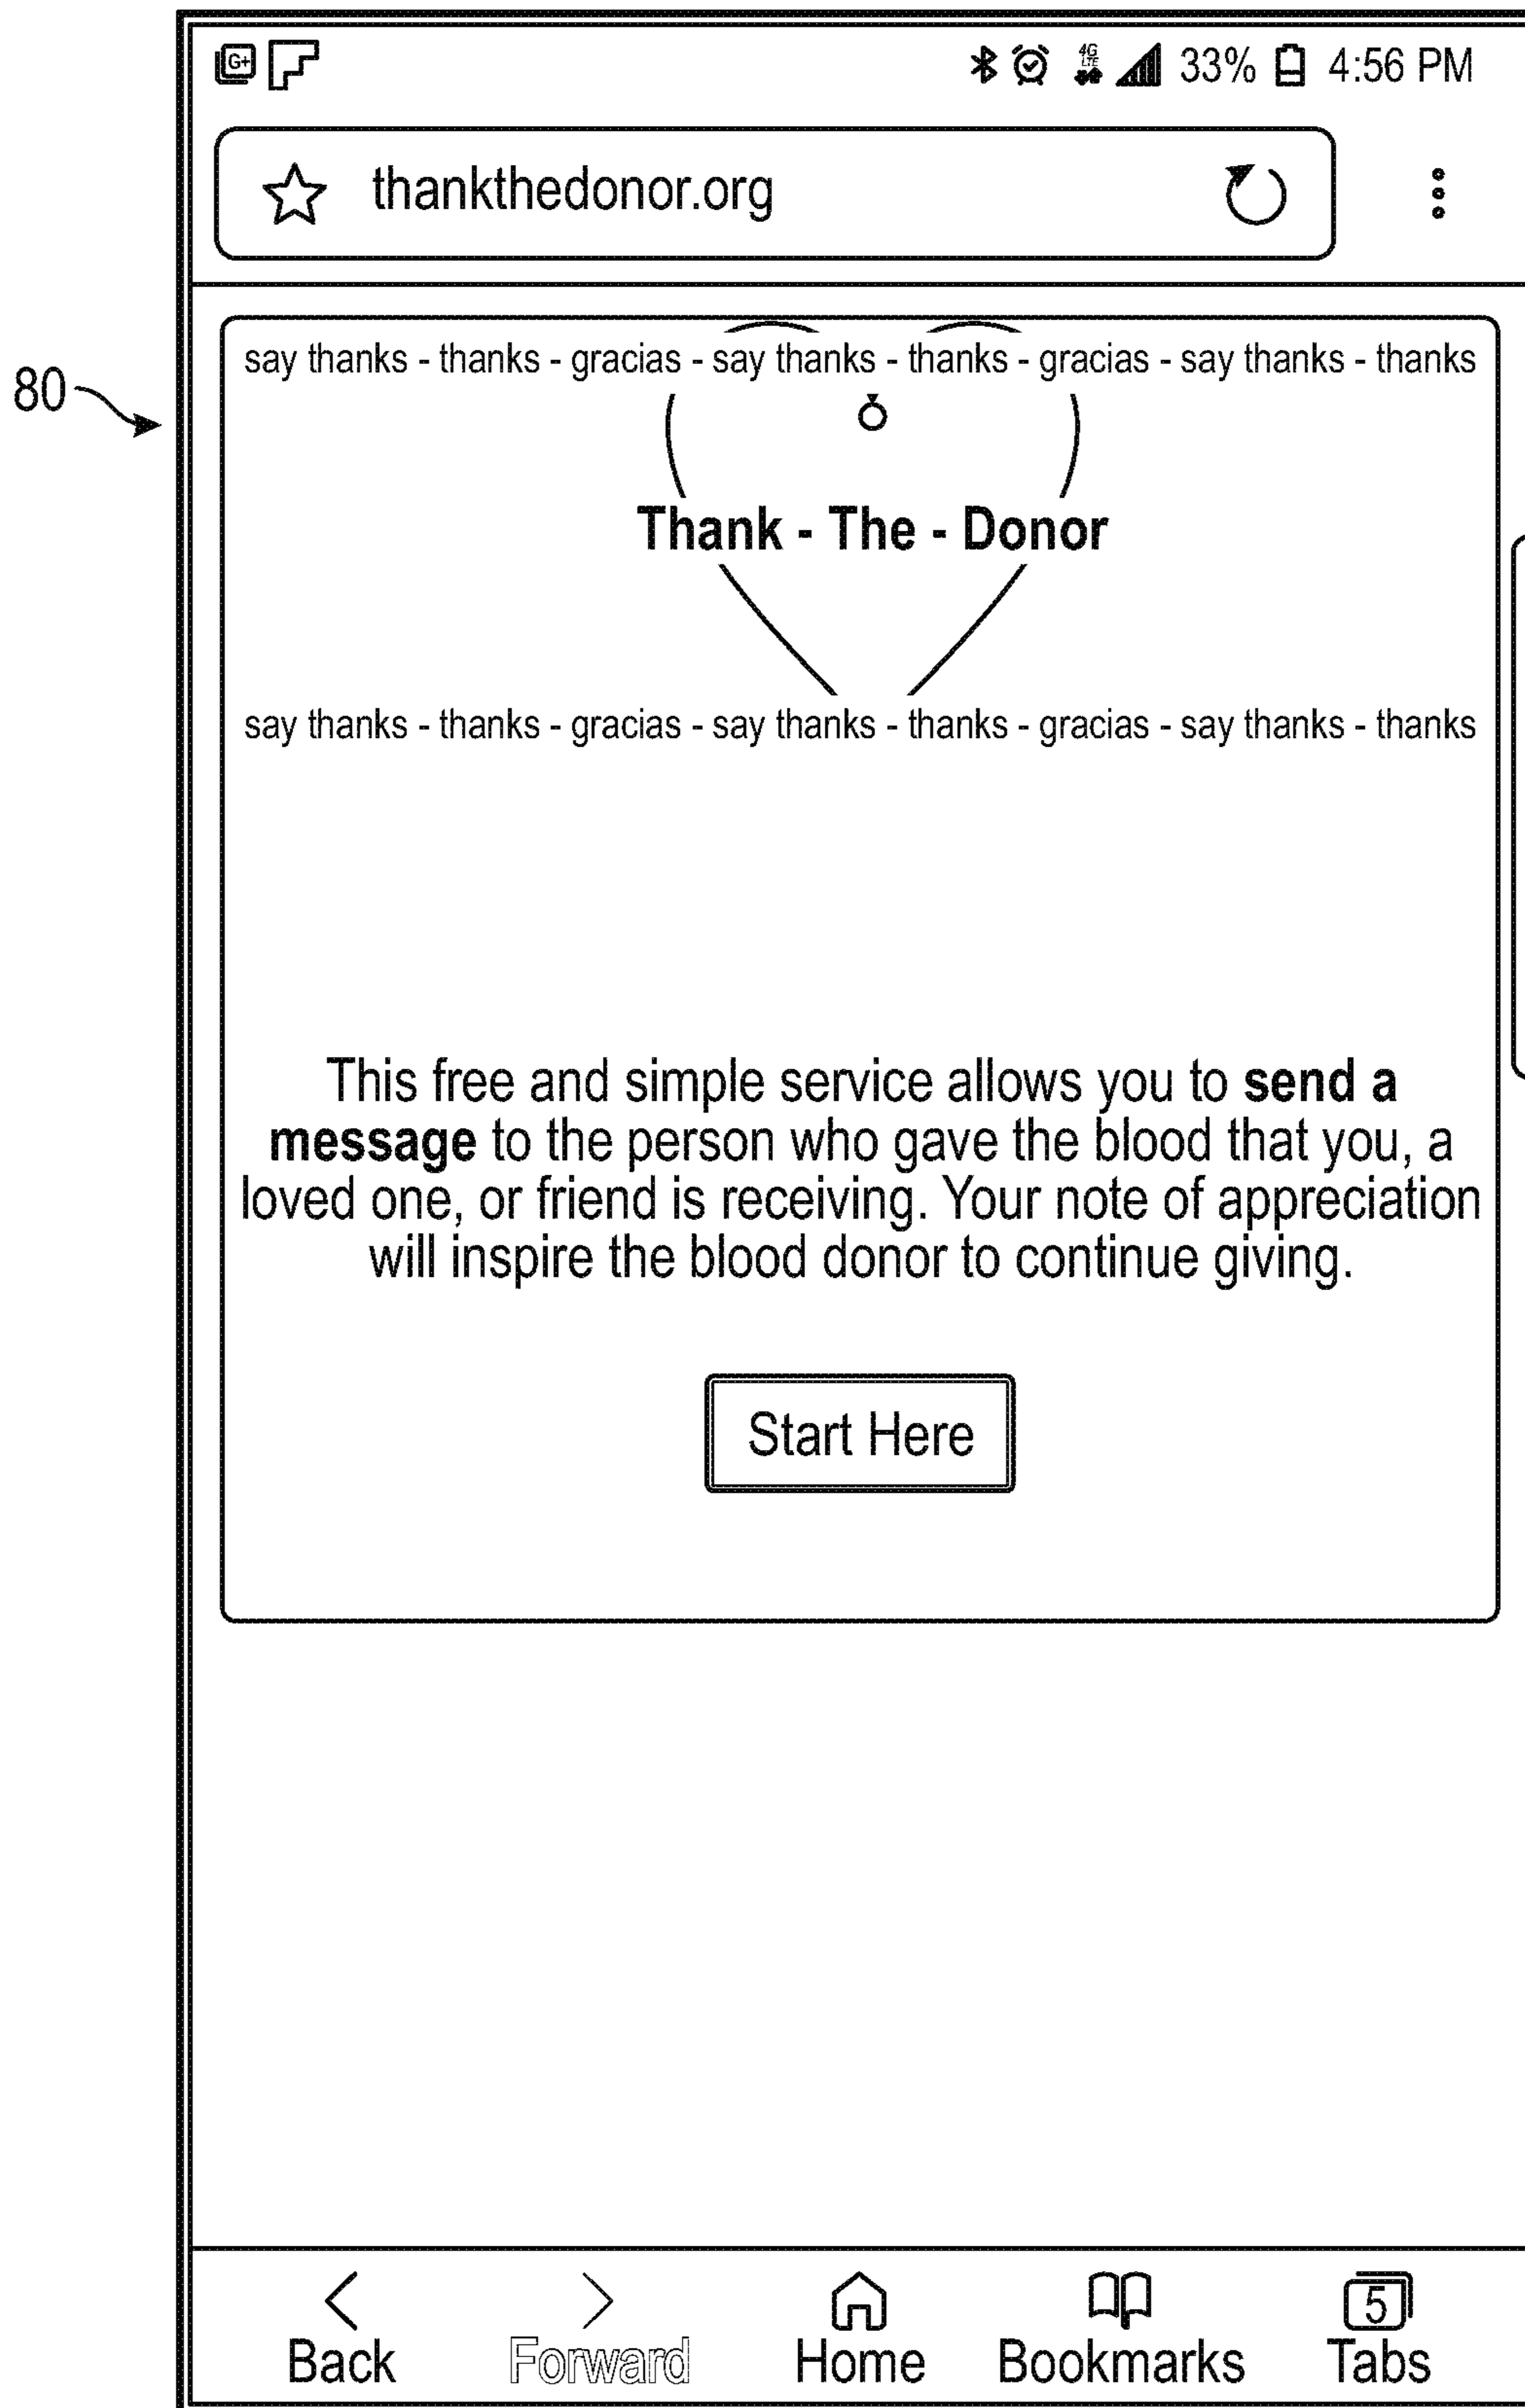 G+ 4G LTE 33% 4:56 PM
thankthedonor.org
80
say thanks - thanks - gracias - say thanks - thanks - gracias - say thanks - thanks
Thank - The - Donor
say thanks - thanks - gracias - say thanks - thanks - gracias - say thanks - thanks
This free and simple service allows you to send a
message to the person who gave the blood that you, a
loved one, or friend is receiving. Your note of appreciation
will inspire the blood donor to continue giving.
Start Here
5
Back Forward Home Bookmarks Tabs